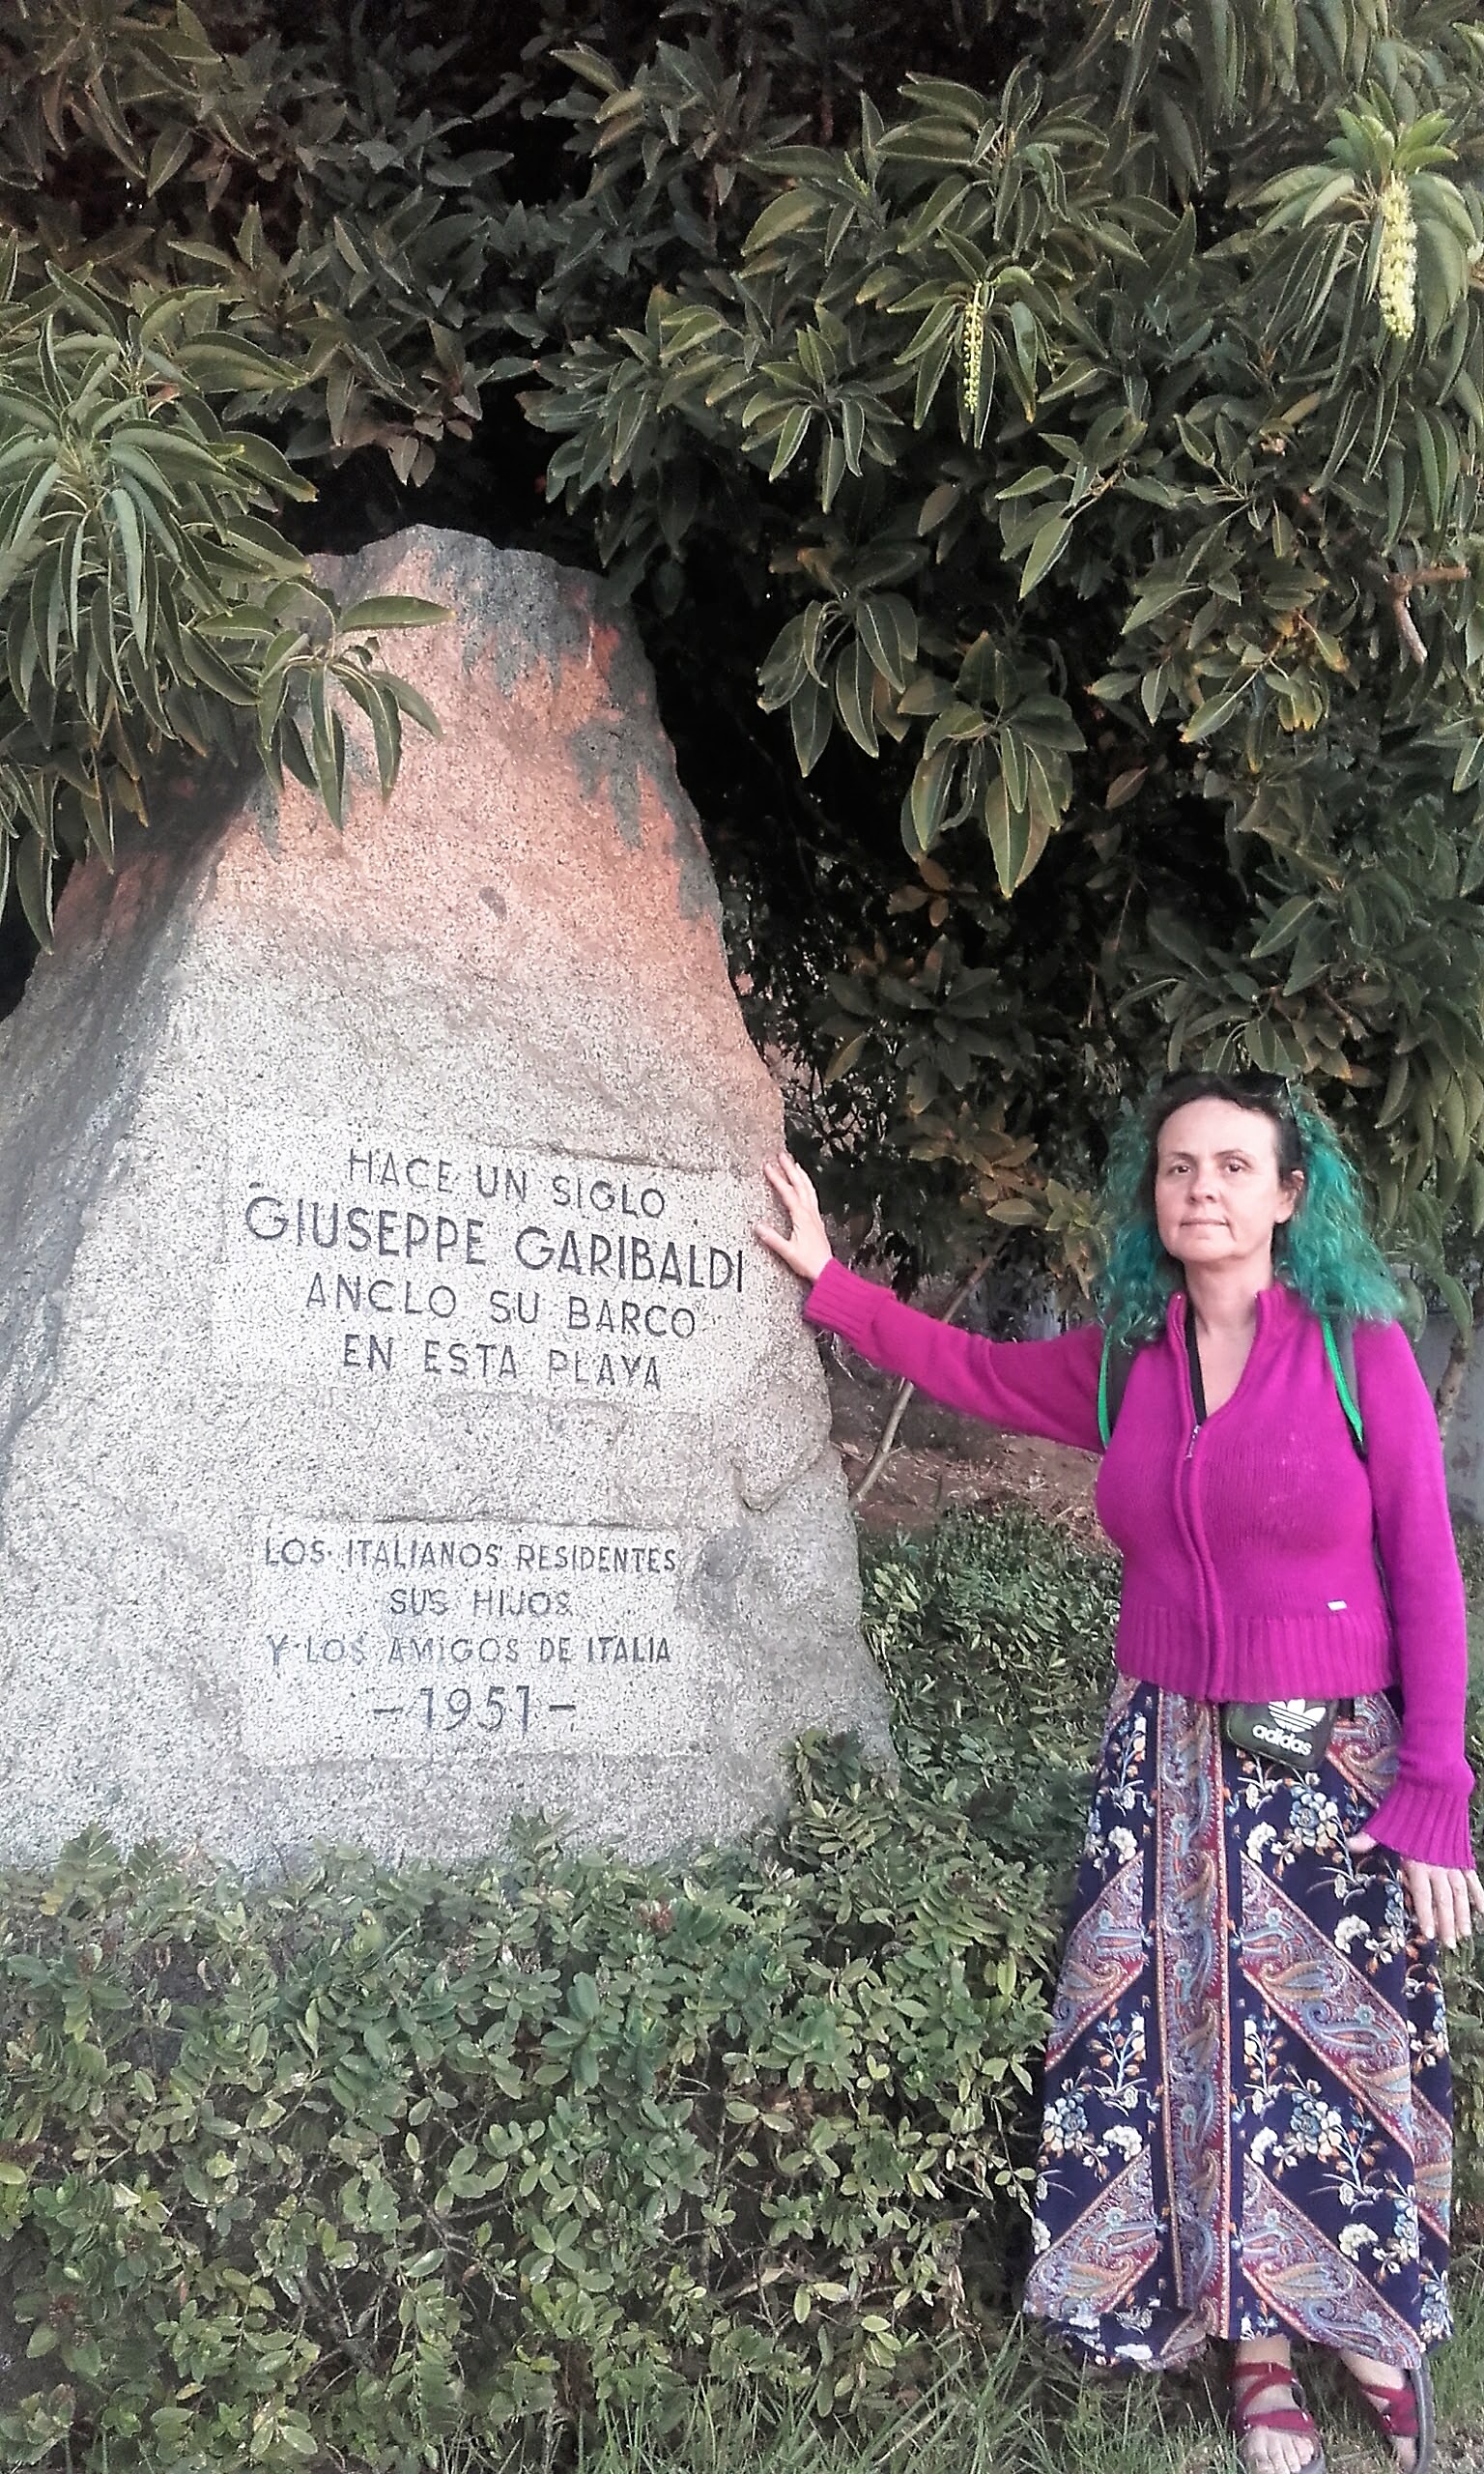 HACE UN SIGLO
GIUSEPPE GARIBALDI
ANCLO SU BARCO
EN ESTA PLAYA
LOS ITALIANOS RESIDENTES
SUS HIJOS
Y LOS AMIGOS DE ITALIA
-1951-
adidas